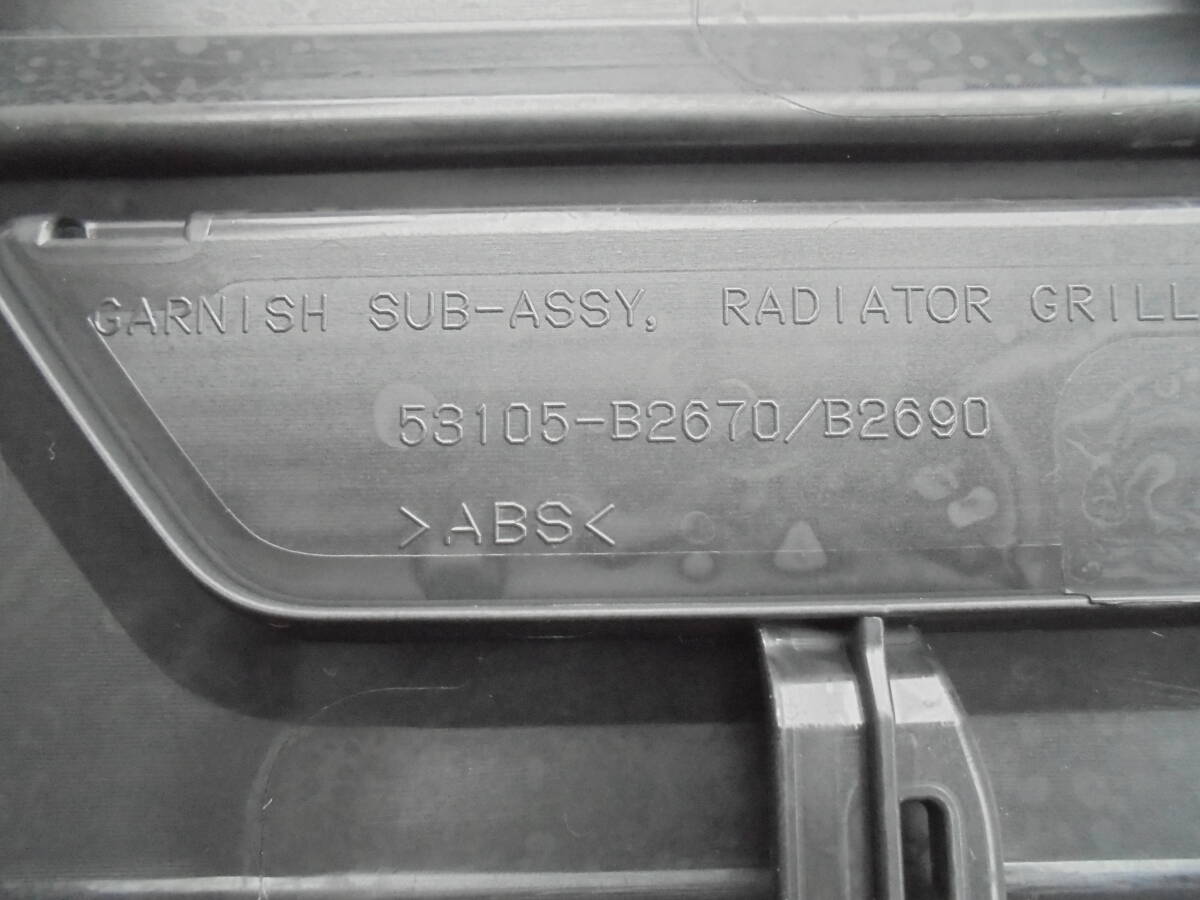 GARNISH SUB-ASSY, RADIATOR GRILL
53105-B2670/B2690
>ABS<